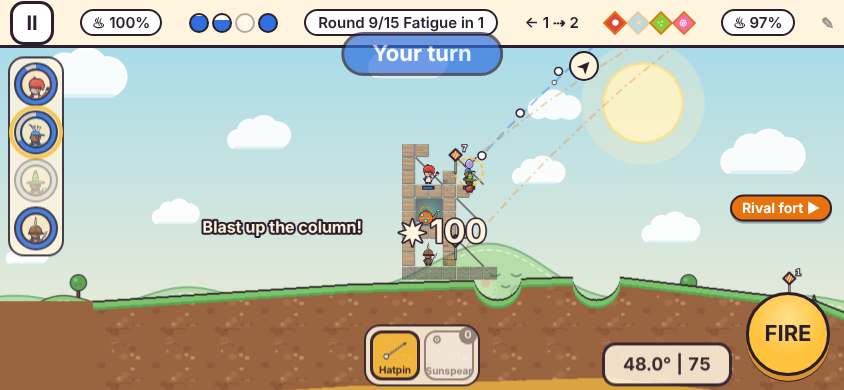 100%
Round 9/15 Fatigue in 1
← 1 ⇢ 2
97%
Your turn
7
Blast up the column!
100
Rival fort ▶
1
Hatpin
0
Sunspear
48.0° | 75
FIRE